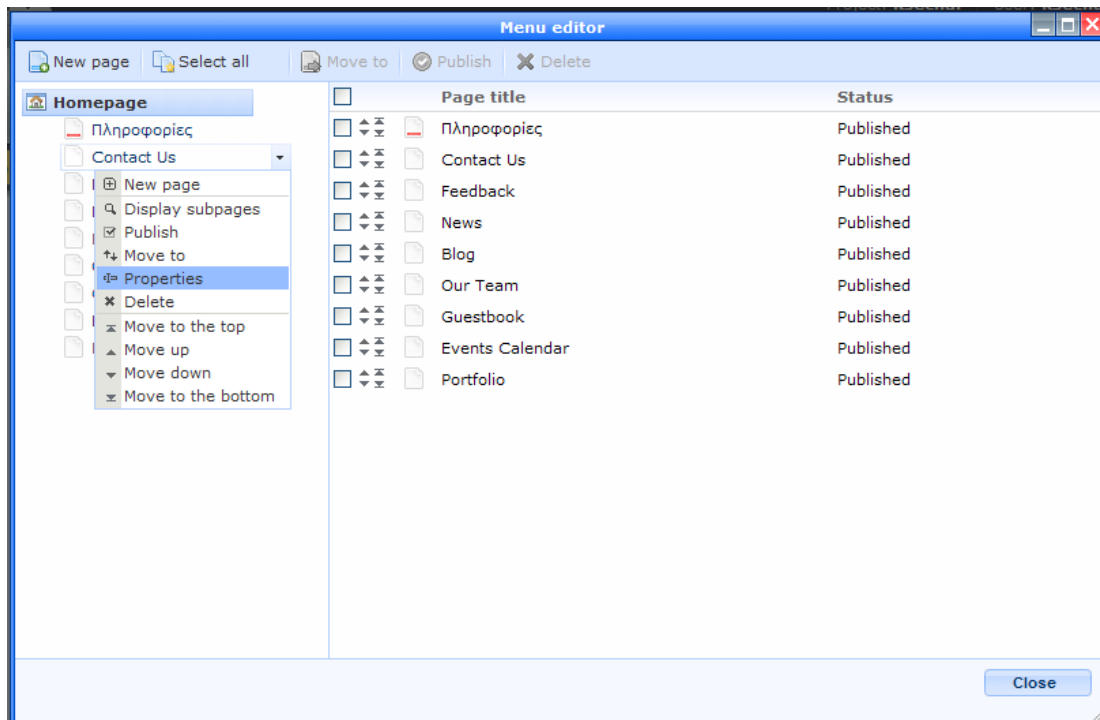 Menu editor
New page Select all Move to Publish Delete
Homepage
Πληροφορίες
Contact Us
New page
Display subpages
Publish
Move to
Properties
Delete
Move to the top
Move up
Move down
Move to the bottom
Page title Status
Πληροφορίες Published
Contact Us Published
Feedback Published
News Published
Blog Published
Our Team Published
Guestbook Published
Events Calendar Published
Portfolio Published
Close